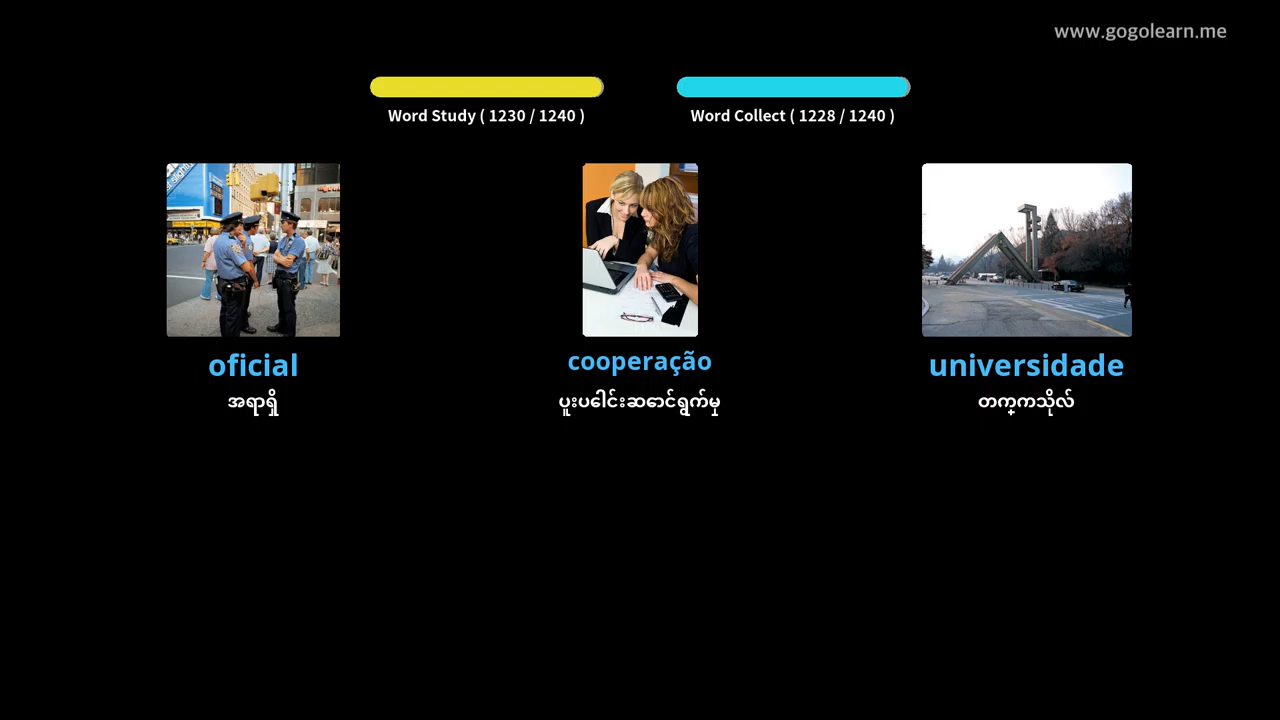 www.gogolearn.me
Word Study ( 1230 / 1240 )
Word Collect ( 1228 / 1240 )
oficial
cooperação
universidade
အရာရှိ
ပူးပေါင်းဆောင်ရွက်မှု
တက္ကသိုလ်